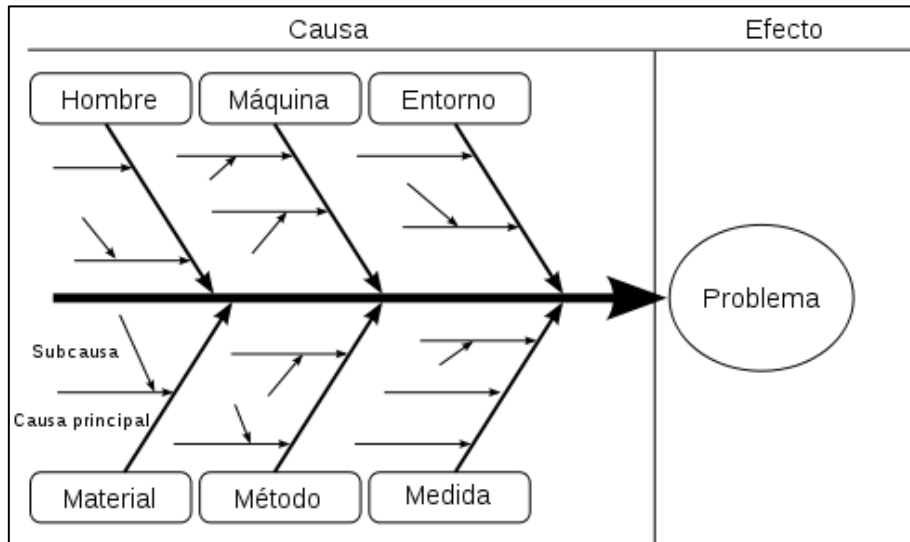 Causa
Efecto
Hombre
Máquina
Entorno
Problema
Subcausa
Causa principal
Material
Método
Medida